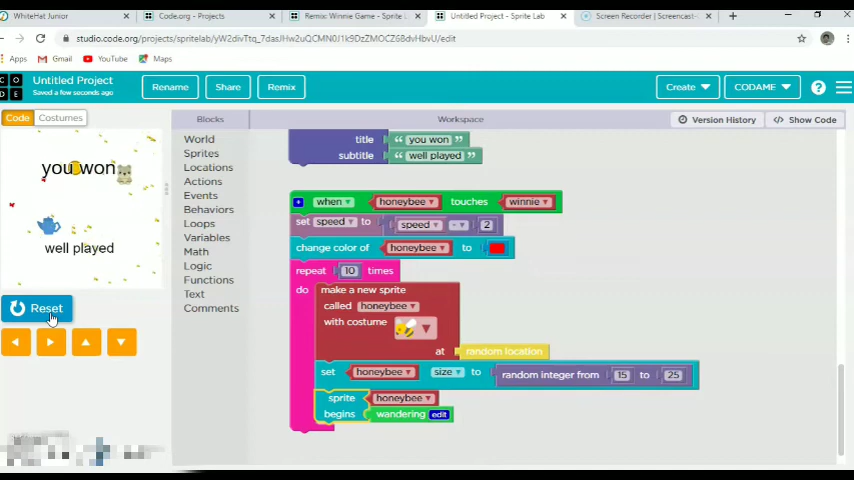 WhiteHat Junior
Code.org - Projects
Remix: Winnie Game - Sprite L
Untitled Project - Sprite Lab
Screen Recorder | Screencast-
studio.code.org/projects/spritelab/
Apps Gmail YouTube Maps
CODE
Untitled Project
Saved a few seconds ago
Rename Share Remix Create CODAME ?
Code Costumes Blocks Workspace Version History </> Show Code
you won
well played
Reset
World
Sprites
Locations
Actions
Events
Behaviors
Loops
Variables
Math
Logic
Functions
Text
Comments
title “ you won ”
subtitle “ well played ”
+ when honeybee touches winnie
set speed to speed - 2
change color of honeybee to
repeat 10 times
do make a new sprite
called honeybee
with costume
at random location
set honeybee size to random integer from 15 to 25
sprite honeybee
begins wandering edit